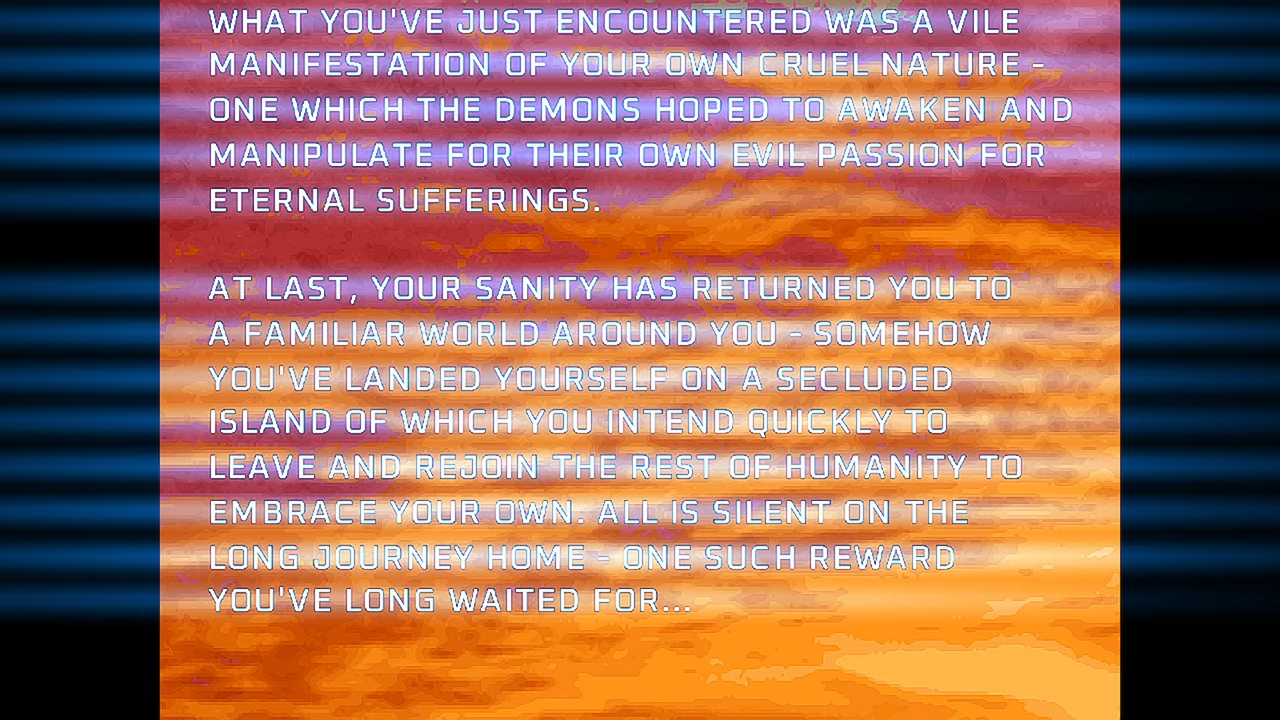 WHAT YOU'VE JUST ENCOUNTERED WAS A VILE
MANIFESTATION OF YOUR OWN CRUEL NATURE -
ONE WHICH THE DEMONS HOPED TO AWAKEN AND
MANIPULATE FOR THEIR OWN EVIL PASSION FOR
ETERNAL SUFFERINGS.
AT LAST, YOUR SANITY HAS RETURNED YOU TO
A FAMILIAR WORLD AROUND YOU - SOMEHOW
YOU'VE LANDED YOURSELF ON A SECLUDED
ISLAND OF WHICH YOU INTEND QUICKLY TO
LEAVE AND REJOIN THE REST OF HUMANITY TO
EMBRACE YOUR OWN. ALL IS SILENT ON THE
LONG JOURNEY HOME - ONE SUCH REWARD
YOU'VE LONG WAITED FOR...